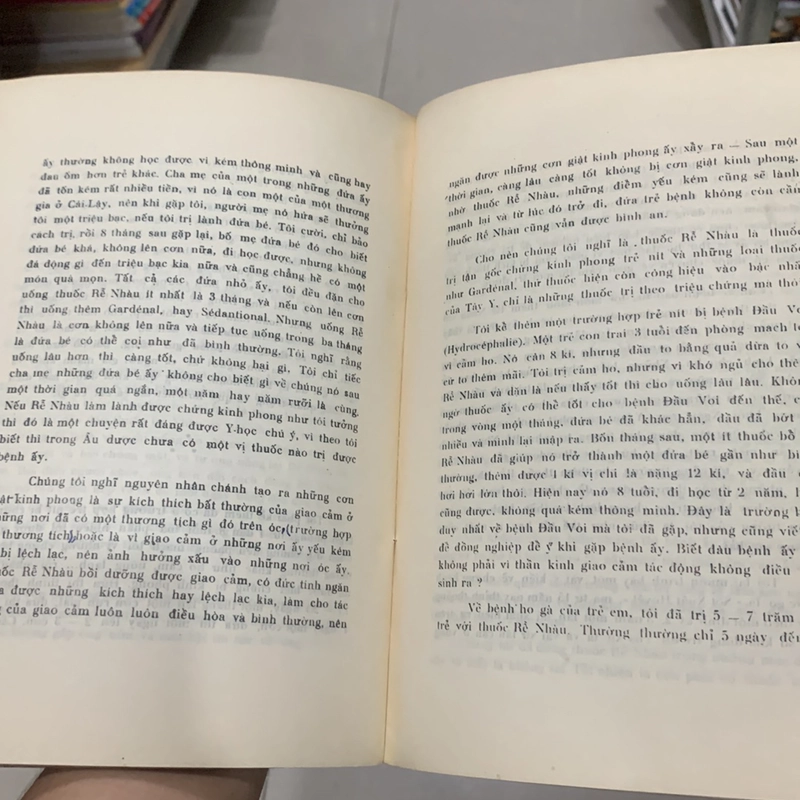 ấy thường không học được vì kém thông minh và cũng hay
đau ốm hơn trẻ khác. Cha mẹ của một trong những đứa ấy
đã tốn kém rất nhiều tiền, vì nó là con một của một thương
gia ở Cái-Lậy, nên khi gặp tôi, người mẹ nó hứa sẽ thưởng
tôi một triệu bạc, nếu tôi trị lành đứa bé. Tôi cười, chỉ bảo
cách trị, rồi 8 tháng sau gặp lại, bố mẹ đứa bé đó cho biết
đứa bé khá, không lên cơn nữa, đi học được, nhưng không
đá động gì đến triệu bạc kia nữa và cũng chẳng hề có một
món quà mọn. Tất cả các đứa nhỏ ấy, tôi đều dặn cho
uống thuốc Rễ Nhàu ít nhất là 3 tháng và nếu còn lên cơn
thì uống thêm Gardénal, hay Sédantional. Nhưng uống Rễ
Nhàu là cơn không lên nữa và tiếp tục uống trong ba tháng
là đứa bé có thể coi như đã bình thường. Tôi nghĩ rằng
uống lâu hơn thì càng tốt, chứ không hại gì. Tôi chỉ tiếc
cha mẹ những đứa bé ấy không cho biết gì về chúng nó sau
một thời gian quá ngắn, một năm hay năm rưỡi là cùng.
Nếu Rễ Nhàu làm lành được chứng kinh phong như tôi tưởng
thì đó là một chuyện rất đáng được Y-học chú ý, vì theo tôi
biết thì trong Âu dược chưa có một vị thuốc nào trị được
bệnh ấy.
Chúng tôi nghĩ nguyên nhân chánh tạo ra những cơn
giật kinh phong là sự kích thích bất thường của giao cảm ở
những nơi đã có một thương tích gì đó trên óc, (trường hợp
thương tích) hoặc là vì giao cảm ở những nơi ấy yếu kém
bị lệch lạc, nên ảnh hưởng xấu vào những nơi óc ấy.
uốc Rễ Nhàu bồi dưỡng được giao cảm, có đức tính ngăn
a được những kích thích hay lệch lạc kia, làm cho tác
g của giao cảm luôn luôn điều hòa và bình thường, nên
ngăn được những cơn giật kinh phong ấy xẩy ra — Sau một
thời gian, càng lâu càng tốt không bị cơn giật kinh phong,
nhờ thuốc Rễ Nhàu, những điểm yếu kém cũng sẽ lành
mạnh lại và từ lúc đó trở đi, đứa trẻ bệnh không còn cần
thuốc Rễ Nhàu cũng vẫn được bình an.
Cho nên chúng tôi nghĩ là thuốc Rễ Nhàu là thuốc
trị tận gốc chứng kinh phong trẻ nít và những loại thuốc
như Gardénal, thứ thuốc hiện còn công hiệu vào bậc nhất
của Tây Y, chỉ là những thuốc trị theo triệu chứng mà thô
Tôi kể thêm một trường hợp trẻ nít bị bệnh Đầu Voi
(Hydrocéphalie). Một trẻ con trai 3 tuổi đến phòng mạch tô
vì cảm ho. Nó cân 8 kí, nhưng đầu to bằng quả dừa to v
cứ to thêm mãi. Tôi trị cảm ho, nhưng vì khó ngủ cho thê
Rễ Nhàu và dặn là nếu thấy tốt thì cho uống lâu lâu. Khôn
ngờ thuốc ấy có thể tốt cho bệnh Đầu Voi đến thế, c
trong vòng một tháng, đứa bé đã khác hẳn, đầu đã bớt t
nhiều và mình lại mập ra. Bốn tháng sau, một ít thuốc bổ
Rễ Nhàu đã giúp nó trở thành một đứa bé gần như bì
thường, thêm được 4 kí vị chi là nặng 12 kí, và đầu c
hơi hơi lờn thôi. Hiện nay nó 8 tuổi, đi học từ 2 năm, l
cũng được, không quá kém thông minh. Đây là trường h
duy nhất về bệnh Đầu Voi mà tôi đã gặp, nhưng cũng viết
để đồng nghiệp để ý khi gặp bệnh ấy. Biết đâu bệnh ấy
không phải vì thần kinh giao cảm tác động không điều
sinh ra ?
Về bệnh ho gà của trẻ em, tôi đã trị 5 — 7 trăm
trẻ với thuốc Rễ Nhàu. Thường thường chỉ 5 ngày đến